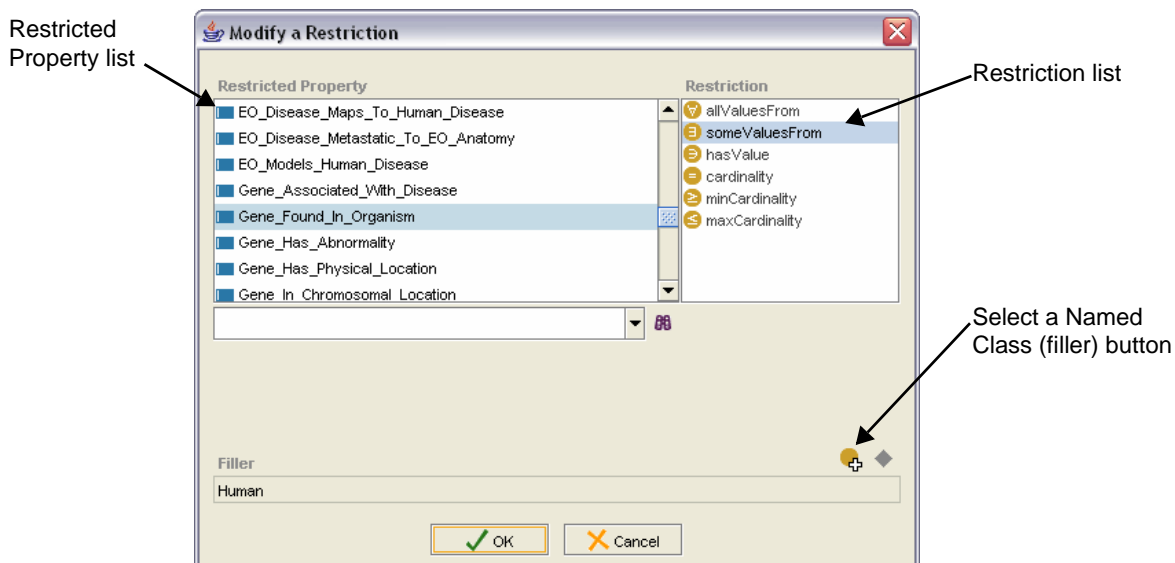 Restricted
Property list
Modify a Restriction
Restricted Property
EO_Disease_Maps_To_Human_Disease
EO_Disease_Metastatic_To_EO_Anatomy
EO_Models_Human_Disease
Gene_Associated_With_Disease
Gene_Found_In_Organism
Gene_Has_Abnormality
Gene_Has_Physical_Location
Gene_In_Chromosomal_Location
Restriction
allValuesFrom
someValuesFrom
hasValue
cardinality
minCardinality
maxCardinality
Restriction list
Select a Named
Class (filler) button
Filler
Human
OK
Cancel